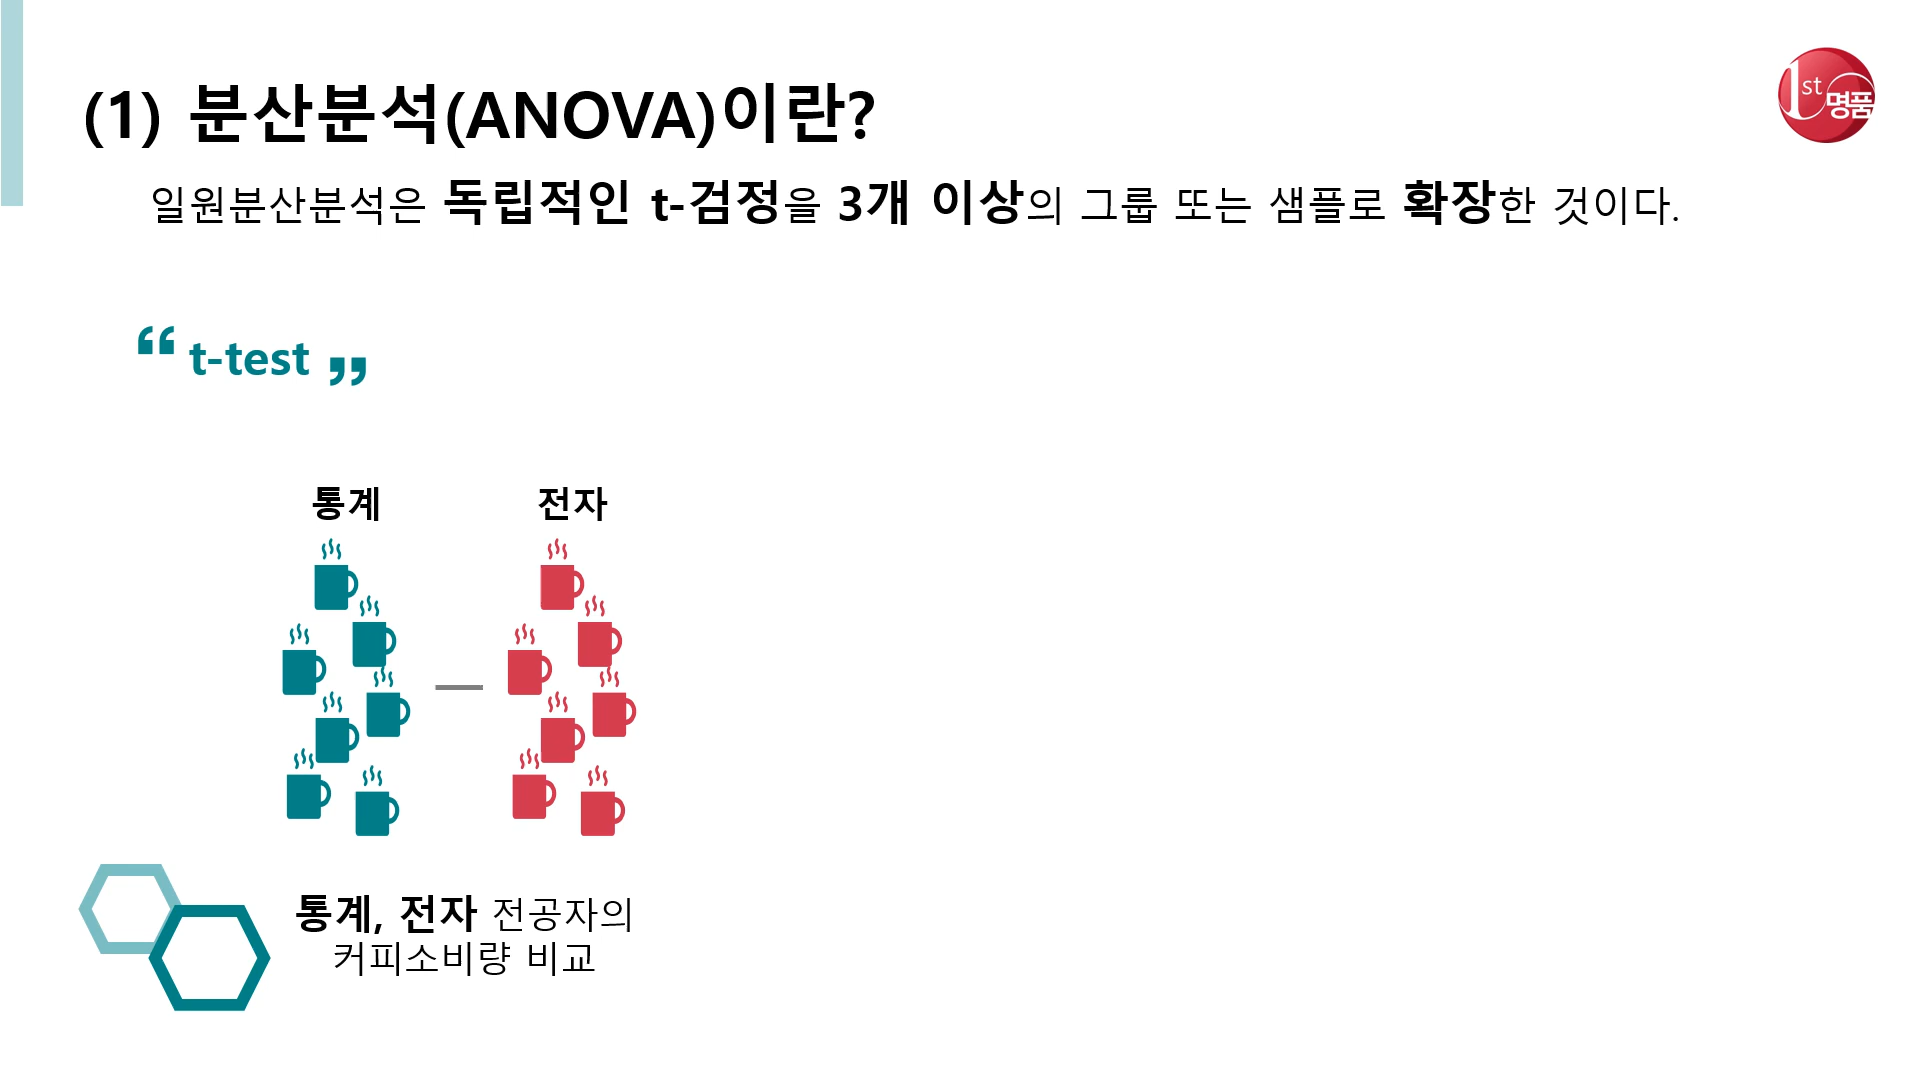 (1) 분산분석(ANOVA)이란?
1st 명품
일원분산분석은 독립적인 t-검정을 3개 이상의 그룹 또는 샘플로 확장한 것이다.
“ t-test „
통계 전자
통계, 전자 전공자의
커피소비량 비교